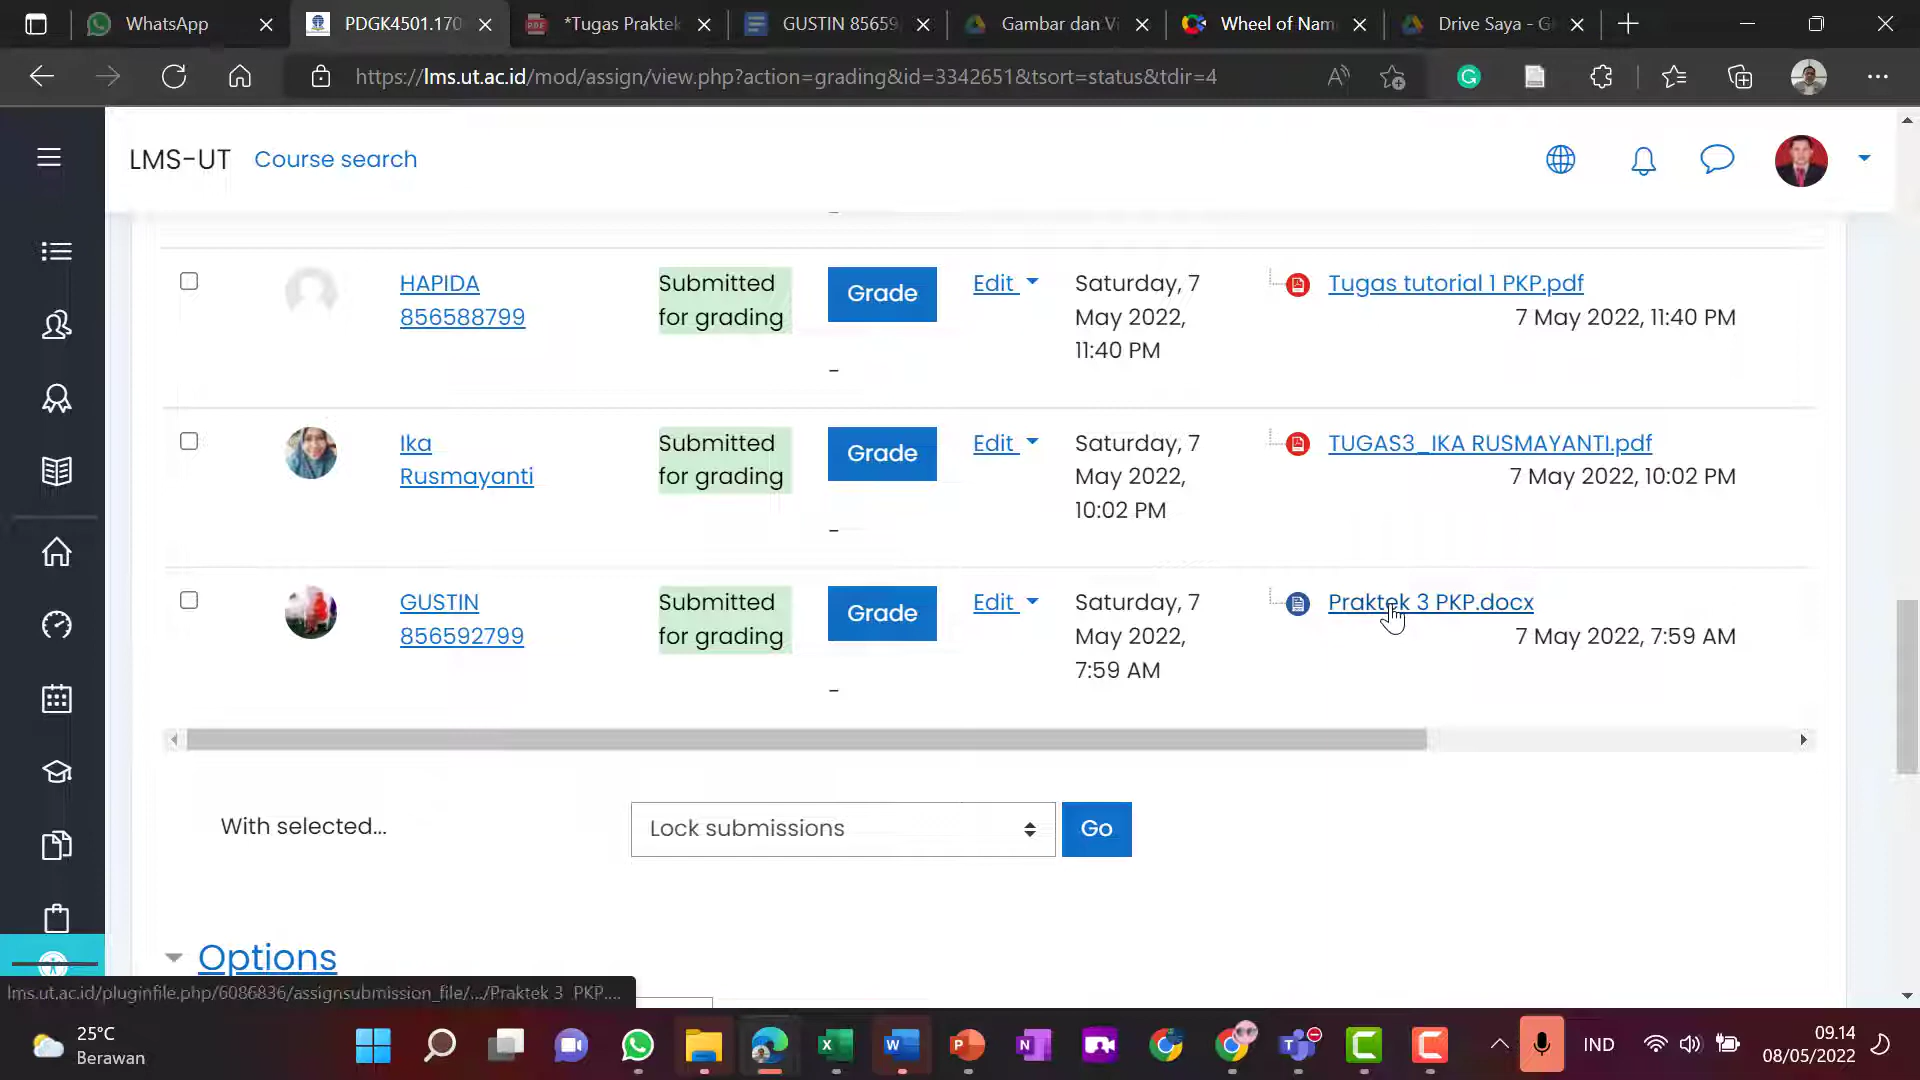 WhatsApp
PDGK4501.170
*Tugas Praktek
GUSTIN 85659
Gambar dan Vi
Wheel of Nam
Drive Saya - G
https://lms.ut.ac.id/mod/assign/view.php?action=grading&id=3342651&tsort=status&tdir=4
LMS-UT Course search
HAPIDA
856588799
Submitted
for grading
Grade
-
Edit
Saturday, 7
May 2022,
11:40 PM
Tugas tutorial 1 PKP.pdf
7 May 2022, 11:40 PM
Ika
Rusmayanti
Submitted
for grading
Grade
-
Edit
Saturday, 7
May 2022,
10:02 PM
TUGAS3_IKA RUSMAYANTI.pdf
7 May 2022, 10:02 PM
GUSTIN
856592799
Submitted
for grading
Grade
-
Edit
Saturday, 7
May 2022,
7:59 AM
Praktek 3 PKP.docx
7 May 2022, 7:59 AM
With selected...
Lock submissions
Go
Options
lms.ut.ac.id/pluginfile.php/6086836/assignsubmission_file/.../Praktek 3 PKP....
25°C
Berawan
IND
09.14
08/05/2022